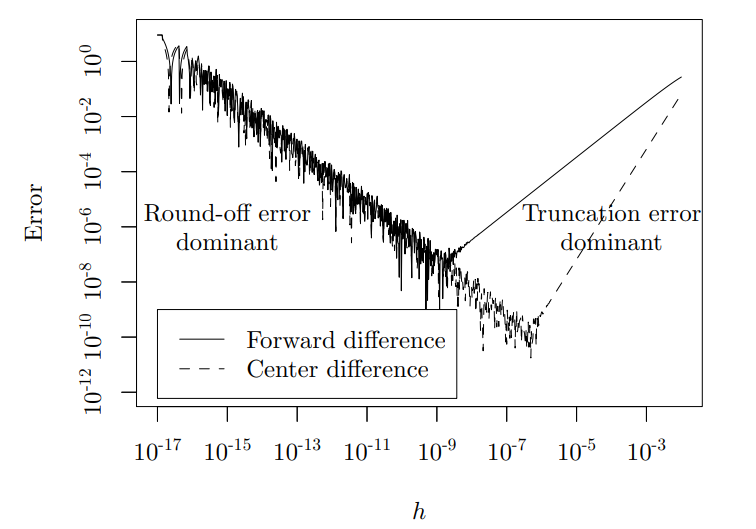 Error
10^0
10^-2
10^-4
10^-6
10^-8
10^-10
10^-12
Round-off error
dominant
Truncation error
dominant
Forward difference
Center difference
10^-17 10^-15 10^-13 10^-11 10^-9 10^-7 10^-5 10^-3
h